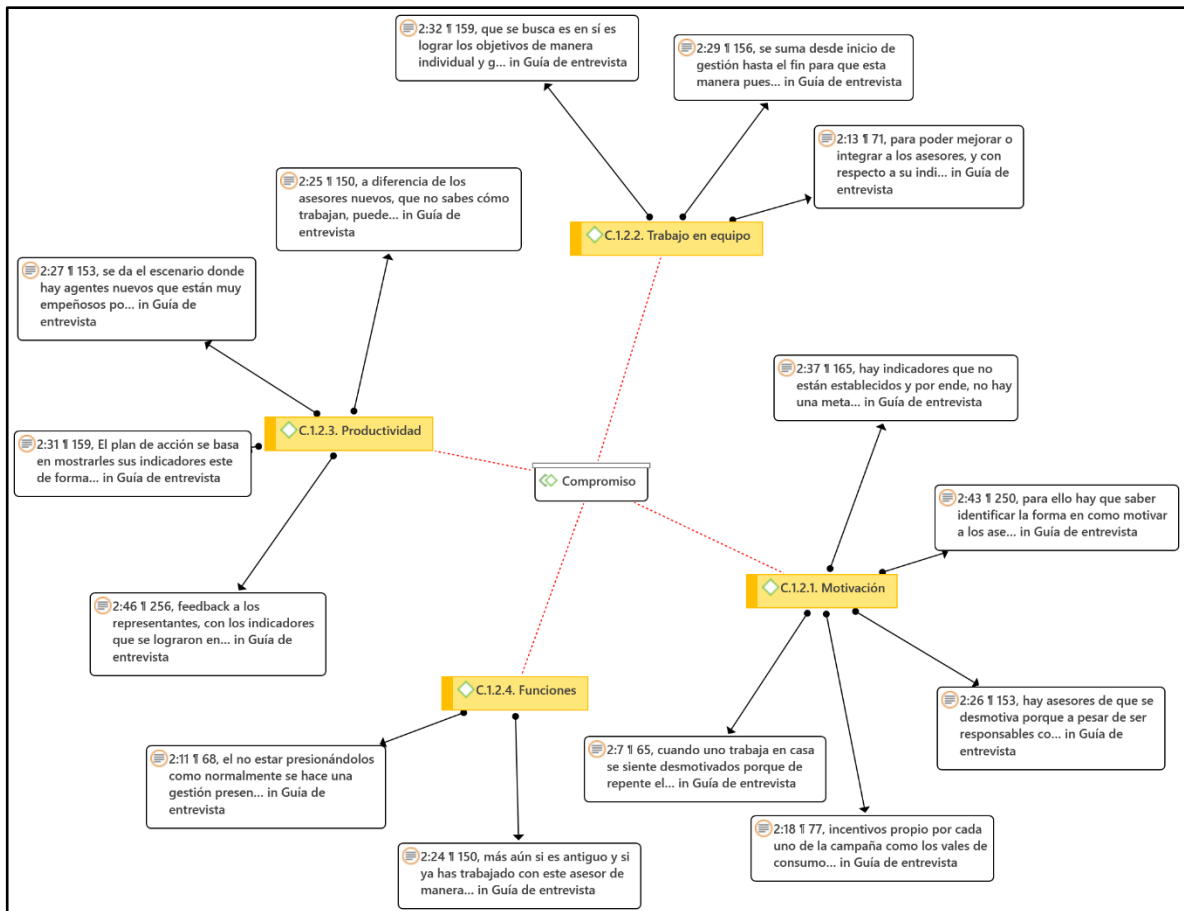 2:32 ¶ 159, que se busca es en sí es
lograr los objetivos de manera
individual y g... in Guía de
entrevista
2:29 ¶ 156, se suma desde inicio de
gestión hasta el fin para que esta
manera pues... in Guía de entrevista
2:13 ¶ 71, para poder mejorar o
integrar a los asesores, y con
respecto a su indi... in Guía de
entrevista
2:25 ¶ 150, a diferencia de los
asesores nuevos, que no sabes cómo
trabajan, puede... in Guía de
entrevista
C.1.2.2. Trabajo en equipo
2:27 ¶ 153, se da el escenario donde
hay agentes nuevos que están muy
empeñosos po... in Guía de
entrevista
2:37 ¶ 165, hay indicadores que no
están establecidos y por ende, no hay
una meta... in Guía de entrevista
C.1.2.3. Productividad
2:31 ¶ 159, El plan de acción se basa
en mostrarles sus indicadores este
de forma... in Guía de entrevista
Compromiso
2:43 ¶ 250, para ello hay que saber
identificar la forma en como motivar
a los ase... in Guía de entrevista
C.1.2.1. Motivación
2:46 ¶ 256, feedback a los
representantes, con los indicadores
que se lograron en... in Guía de
entrevista
C.1.2.4. Funciones
2:26 ¶ 153, hay asesores de que se
desmotiva porque a pesar de ser
responsables co... in Guía de
entrevista
2:7 ¶ 65, cuando uno trabaja en casa
se siente desmotivados porque de
repente el... in Guía de entrevista
2:11 ¶ 68, el no estar presionándolos
como normalmente se hace una
gestión presen... in Guía de
entrevista
2:18 ¶ 77, incentivos propio por cada
uno de la campaña como los vales de
consumo... in Guía de entrevista
2:24 ¶ 150, más aún si es antiguo y si
ya has trabajado con este asesor de
manera... in Guía de entrevista